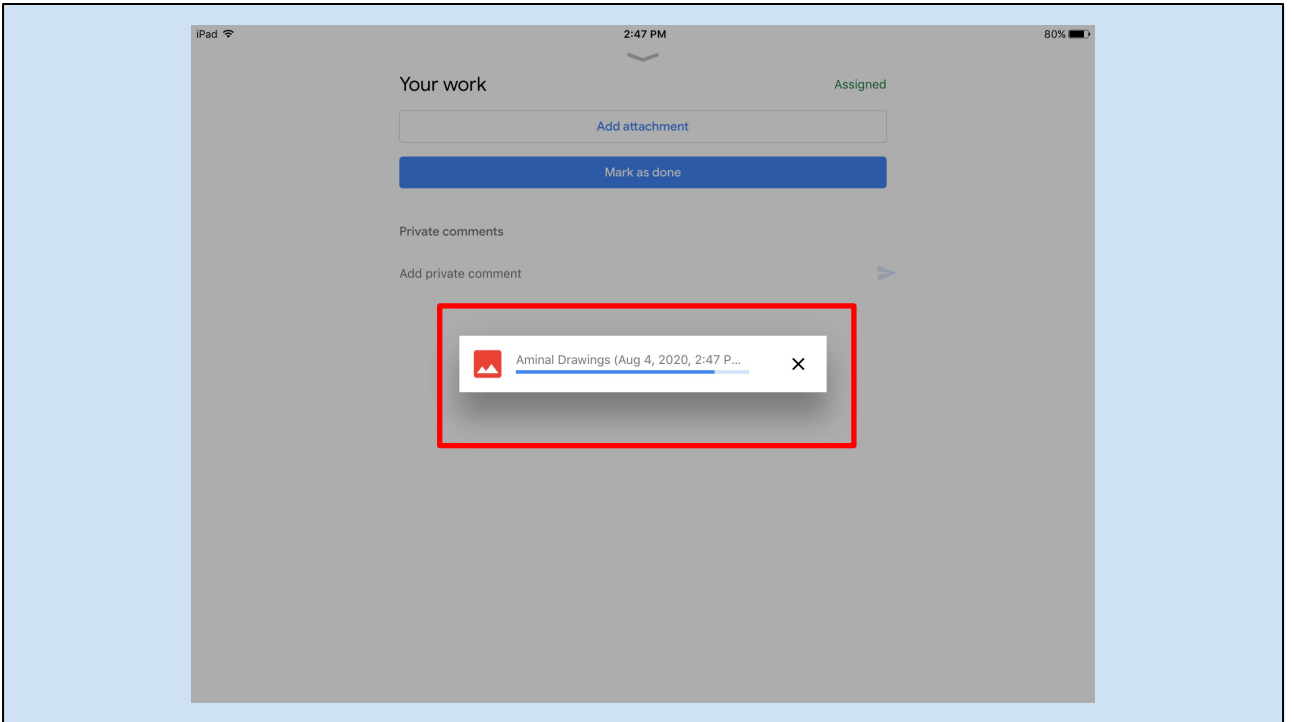 iPad 2:47 PM 80%
Your work Assigned
Add attachment
Mark as done
Private comments
Add private comment
Aminal Drawings (Aug 4, 2020, 2:47 P...